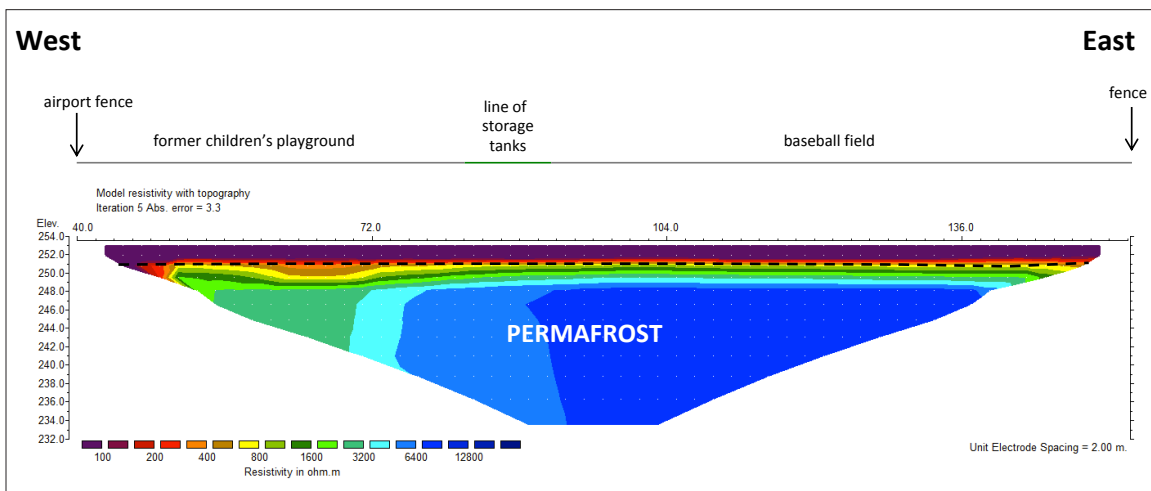 West
East
airport fence
line of
storage
tanks
fence
former children’s playground
baseball field
Model resistivity with topography
Iteration 5 Abs. error = 3.3
Elev.
40.0 72.0 104.0 136.0
254.0
252.0
250.0
248.0
246.0
244.0
240.0
238.0
236.0
234.0
232.0
PERMAFROST
100 200 400 800 1600 3200 6400 12800
Resistivity in ohm.m
Unit Electrode Spacing = 2.00 m.